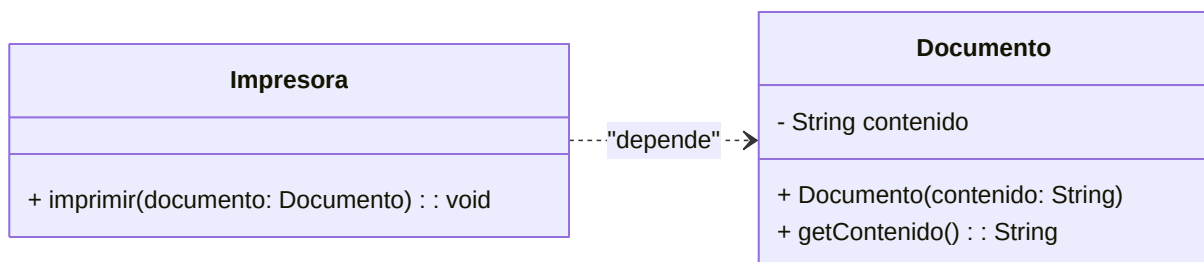 Impresora
+ imprimir(documento: Documento) : : void
"depende"
Documento
- String contenido
+ Documento(contenido: String)
+ getContenido() : : String